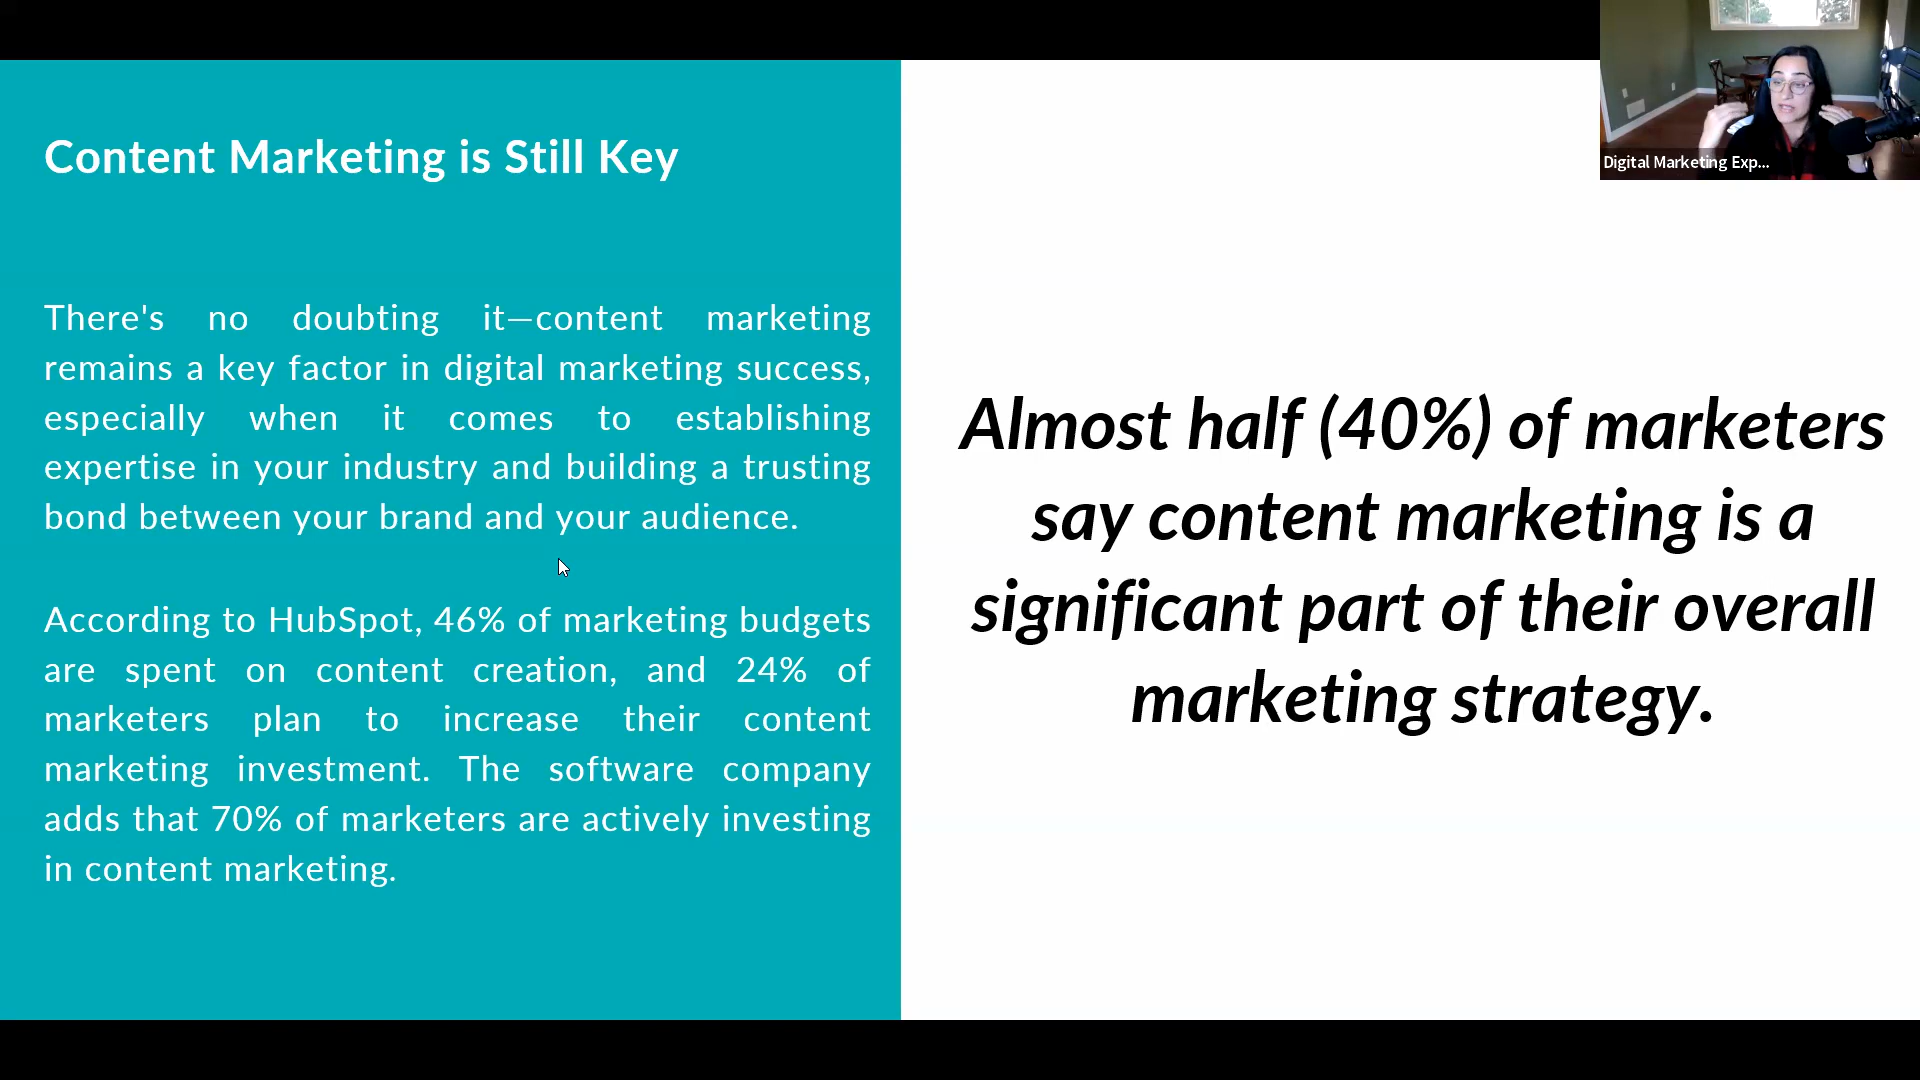 Content Marketing is Still Key
There's no doubting it—content marketing
remains a key factor in digital marketing success,
especially when it comes to establishing
expertise in your industry and building a trusting
bond between your brand and your audience.
According to HubSpot, 46% of marketing budgets
are spent on content creation, and 24% of
marketers plan to increase their content
marketing investment. The software company
adds that 70% of marketers are actively investing
in content marketing.
Almost half (40%) of marketers
say content marketing is a
significant part of their overall
marketing strategy.
Digital Marketing Exp...